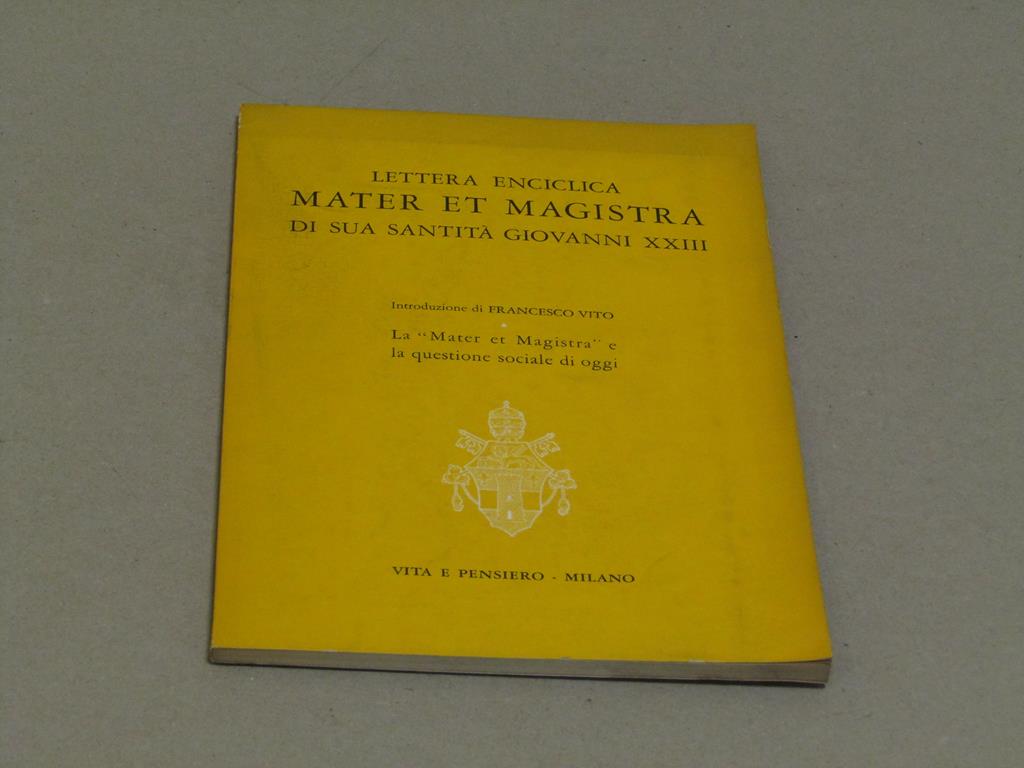 LETTERA ENCICLICA
MATER ET MAGISTRA
DI SUA SANTITÀ GIOVANNI XXIII
Introduzione di FRANCESCO VITO
La "Mater et Magistra" e
la questione sociale di oggi
VITA E PENSIERO - MILANO